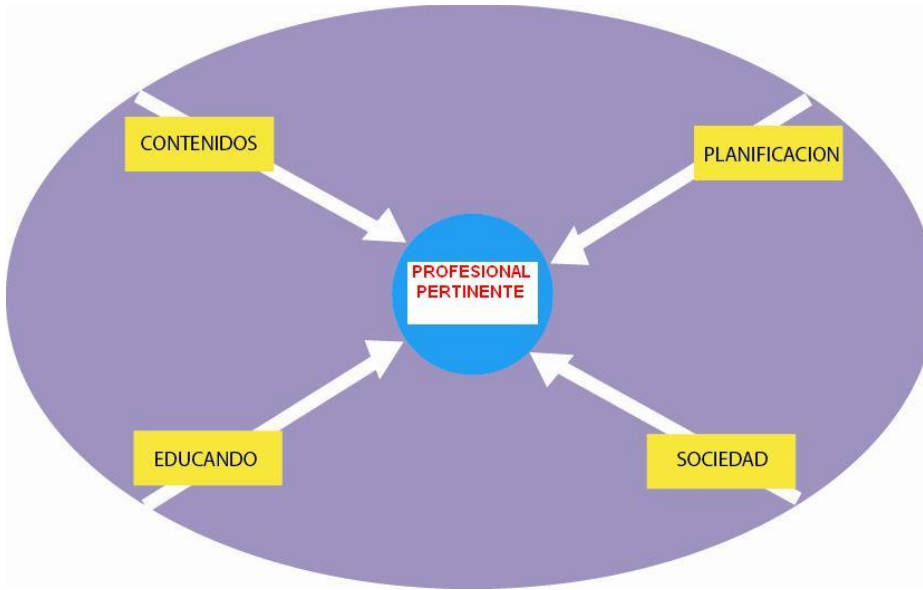 CONTENIDOS
PLANIFICACION
PROFESIONAL
PERTINENTE
EDUCANDO
SOCIEDAD